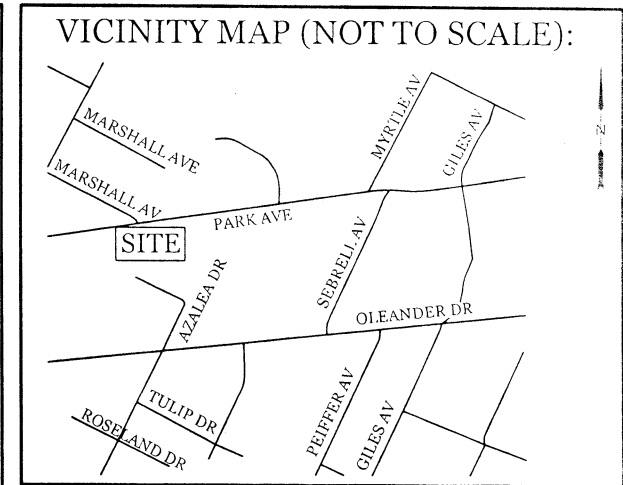 VICINITY MAP (NOT TO SCALE):
MARSHALL AVE
MYRTLE AV
GILES AV
N
MARSHALL AV
PARK AVE
SITE
SEBRELL AV
AZALEA DR
OLEANDER DR
TULIP DR
PEIFFER AV
GILES AV
ROSELAND DR